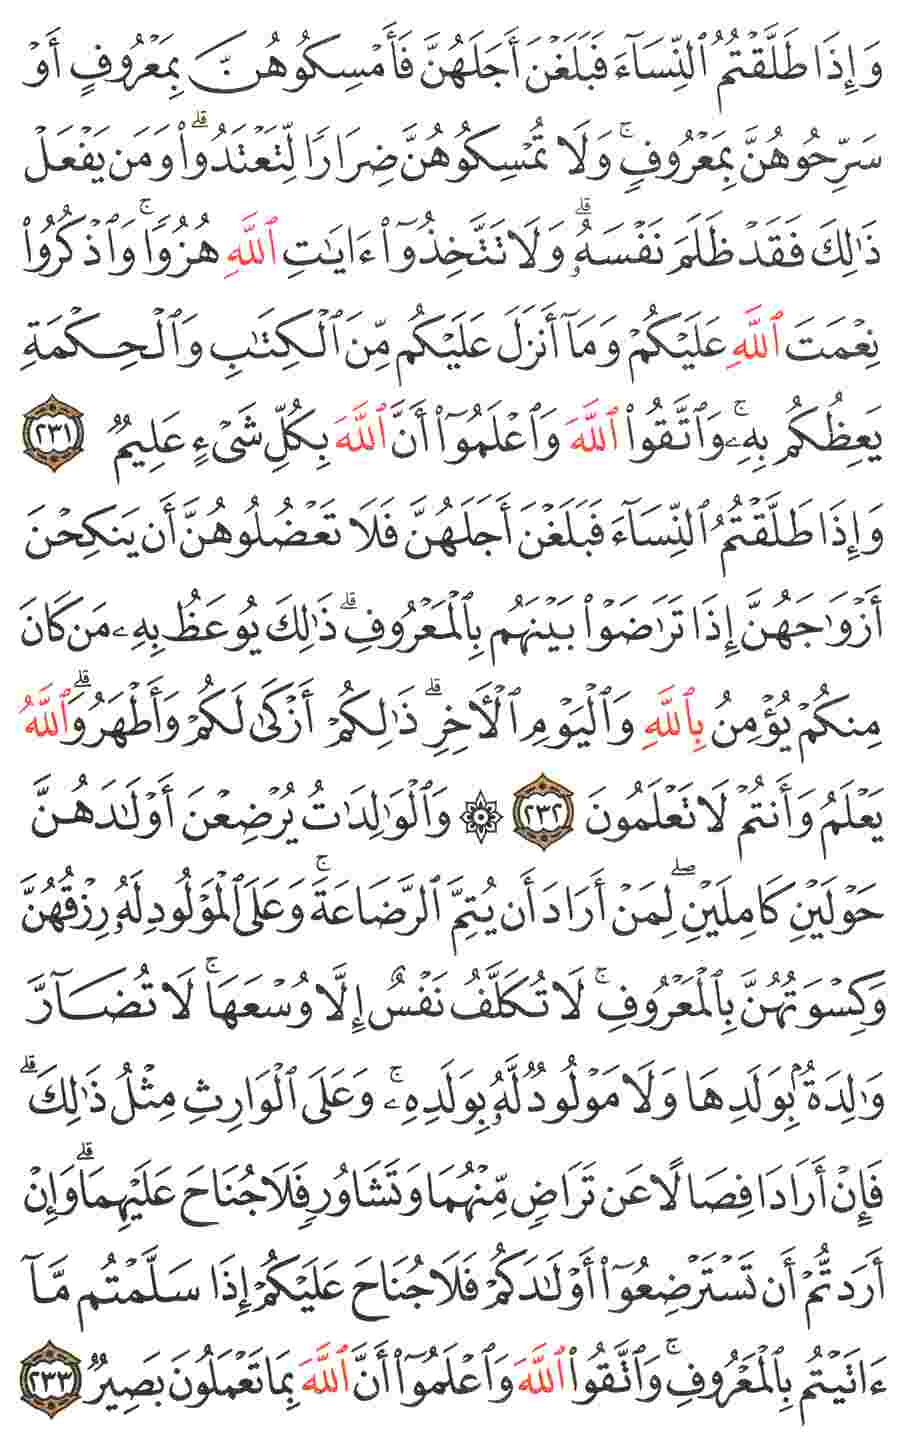 وَإِذَا طَلَّقۡتُمُ ٱلنِّسَآءَ فَبَلَغۡنَ أَجَلَهُنَّ فَأَمۡسِكُوهُنَّ بِمَعۡرُوفٍ أَوۡ
سَرِّحُوهُنَّ بِمَعۡرُوفٖۚ وَلَا تُمۡسِكُوهُنَّ ضِرَارٗا لِّتَعۡتَدُواْۗ وَمَن يَفۡعَلۡ
ذَٰلِكَ فَقَدۡ ظَلَمَ نَفۡسَهُۥۗ وَلَا تَتَّخِذُوٓاْ ءَايَٰتِ ٱللَّهِ هُزُوٗاۚ وَٱذۡكُرُواْ
نِعۡمَتَ ٱللَّهِ عَلَيۡكُمۡ وَمَآ أَنزَلَ عَلَيۡكُم مِّنَ ٱلۡكِتَٰبِ وَٱلۡحِكۡمَةِ
يَعِظُكُم بِهِۦۚ وَٱتَّقُواْ ٱللَّهَ وَٱعۡلَمُوٓاْ أَنَّ ٱللَّهَ بِكُلِّ شَيۡءٍ عَلِيمٞ ٢٣١
وَإِذَا طَلَّقۡتُمُ ٱلنِّسَآءَ فَبَلَغۡنَ أَجَلَهُنَّ فَلَا تَعۡضُلُوهُنَّ أَن يَنكِحۡنَ
أَزۡوَٰجَهُنَّ إِذَا تَرَٰضَوۡاْ بَيۡنَهُم بِٱلۡمَعۡرُوفِۗ ذَٰلِكَ يُوعَظُ بِهِۦ مَن كَانَ
مِنكُمۡ يُؤۡمِنُ بِٱللَّهِ وَٱلۡيَوۡمِ ٱلۡأٓخِرِۗ ذَٰلِكُمۡ أَزۡكَىٰ لَكُمۡ وَأَطۡهَرُۚ وَٱللَّهُ
يَعۡلَمُ وَأَنتُمۡ لَا تَعۡلَمُونَ ٢٣٢ ۞ وَٱلۡوَٰلِدَٰتُ يُرۡضِعۡنَ أَوۡلَٰدَهُنَّ
حَوۡلَيۡنِ كَامِلَيۡنِۖ لِمَنۡ أَرَادَ أَن يُتِمَّ ٱلرَّضَاعَةَۚ وَعَلَى ٱلۡمَوۡلُودِ لَهُۥ رِزۡقُهُنَّ
وَكِسۡوَتُهُنَّ بِٱلۡمَعۡرُوفِۚ لَا تُكَلَّفُ نَفۡسٌ إِلَّا وُسۡعَهَاۚ لَا تُضَآرَّ
وَٰلِدَةُۢ بِوَلَدِهَا وَلَا مَوۡلُودٞ لَّهُۥ بِوَلَدِهِۦۚ وَعَلَى ٱلۡوَارِثِ مِثۡلُ ذَٰلِكَۗ
فَإِنۡ أَرَادَا فِصَالًا عَن تَرَاضٖ مِّنۡهُمَا وَتَشَاوُرٖ فَلَا جُنَاحَ عَلَيۡهِمَاۗ وَإِنۡ
أَرَدتُّمۡ أَن تَسۡتَرۡضِعُوٓاْ أَوۡلَٰدَكُمۡ فَلَا جُنَاحَ عَلَيۡكُمۡ إِذَا سَلَّمۡتُم مَّآ
ءَاتَيۡتُم بِٱلۡمَعۡرُوفِۗ وَٱتَّقُواْ ٱللَّهَ وَٱعۡلَمُوٓاْ أَنَّ ٱللَّهَ بِمَا تَعۡمَلُونَ بَصِيرٞ ٢٣٣